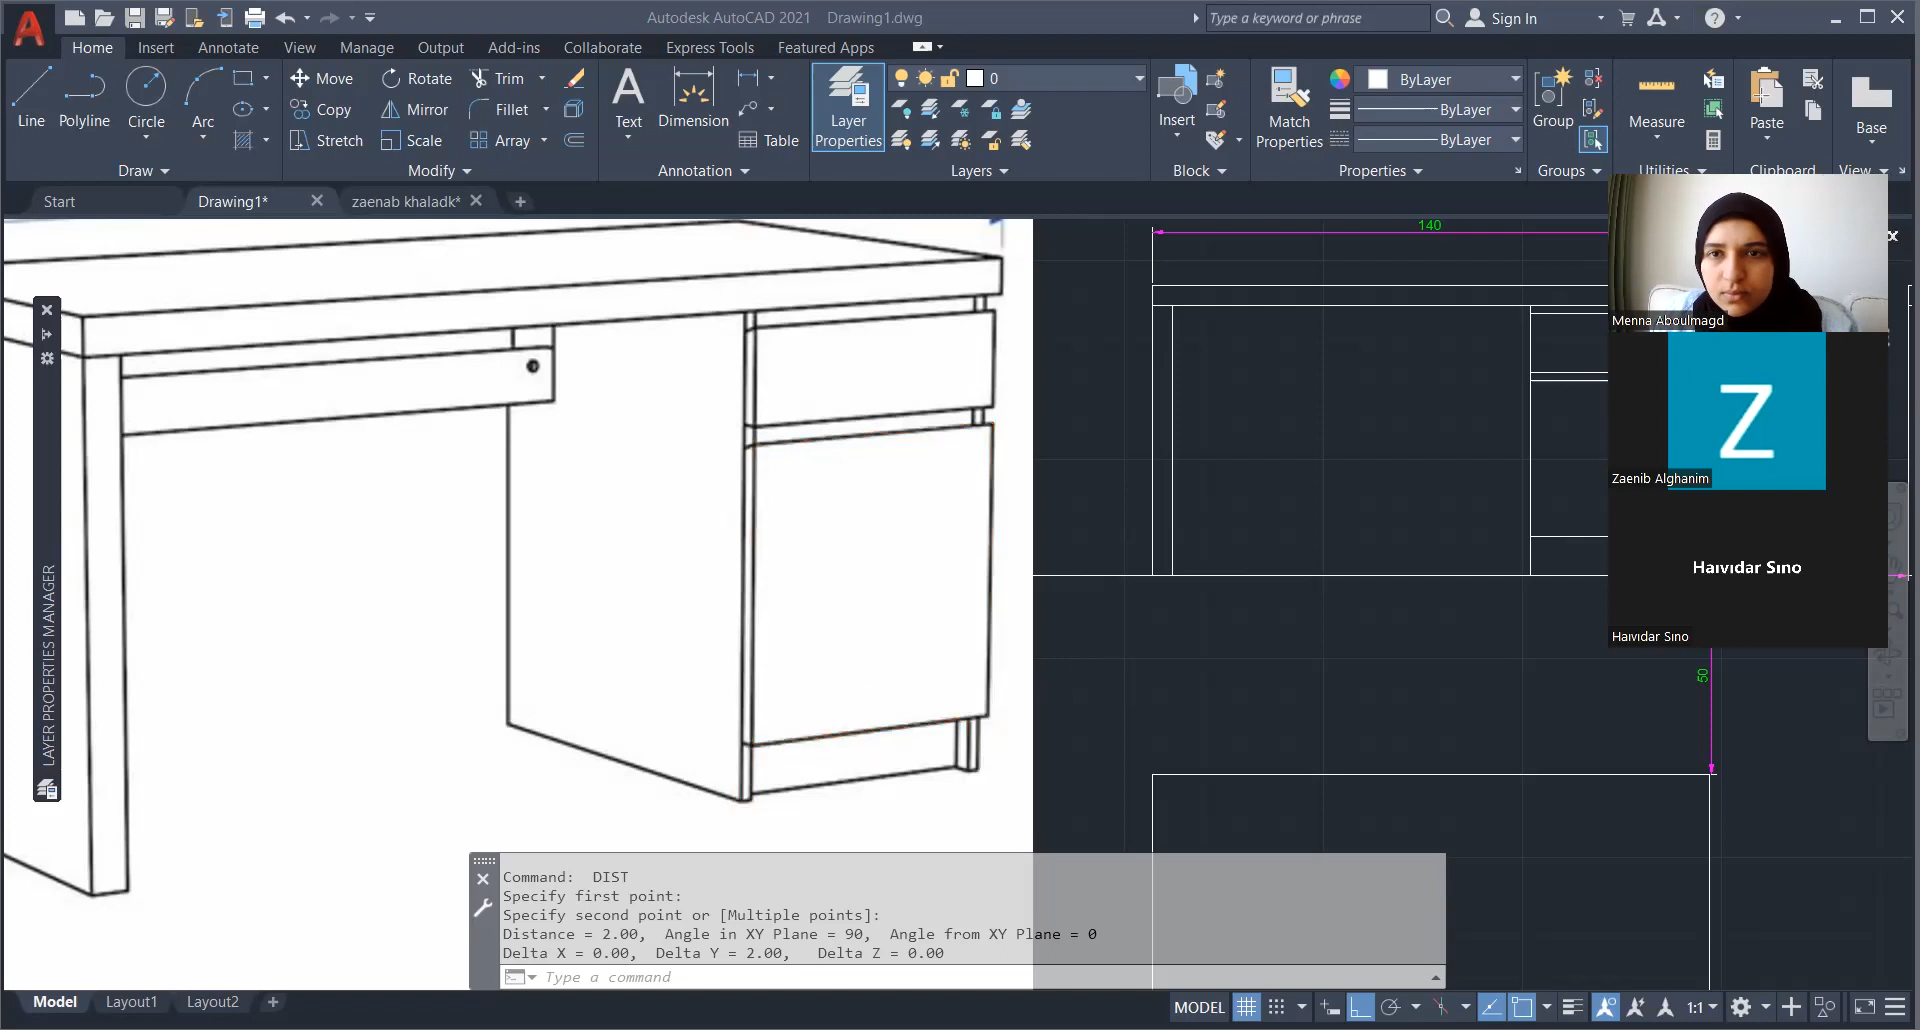 Autodesk AutoCAD 2021 Drawing1.dwg
Type a keyword or phrase
Sign In
Home Insert Annotate View Manage Output Add-ins Collaborate Express Tools Featured Apps
Line Polyline Circle Arc
Move Rotate Trim
Copy Mirror Fillet
Stretch Scale Array
Text Dimension Table
Layer Properties
0
Insert
Match Properties
ByLayer
ByLayer
ByLayer
Group
Measure
Paste
Base
Draw Modify Annotation Layers Block Properties Groups Utilities Clipboard View
Start Drawing1* zaenab khaladk*
140
Menna Aboulmagd
Z
Zaenib Alghanim
Haıvıdar Sıno
Haıvıdar Sıno
LAYER PROPERTIES MANAGER
50
Command: DIST
Specify first point:
Specify second point or [Multiple points]:
Distance = 2.00, Angle in XY Plane = 90, Angle from XY Plane = 0
Delta X = 0.00, Delta Y = 2.00, Delta Z = 0.00
Type a command
Model Layout1 Layout2
MODEL
1:1